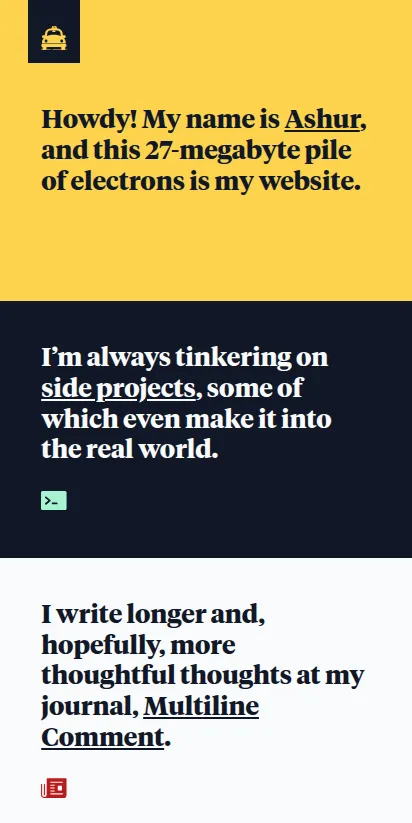 Howdy! My name is Ashur,
and this 27-megabyte pile
of electrons is my website.
I’m always tinkering on
side projects, some of
which even make it into
the real world.
I write longer and,
hopefully, more
thoughtful thoughts at my
journal, Multiline
Comment.